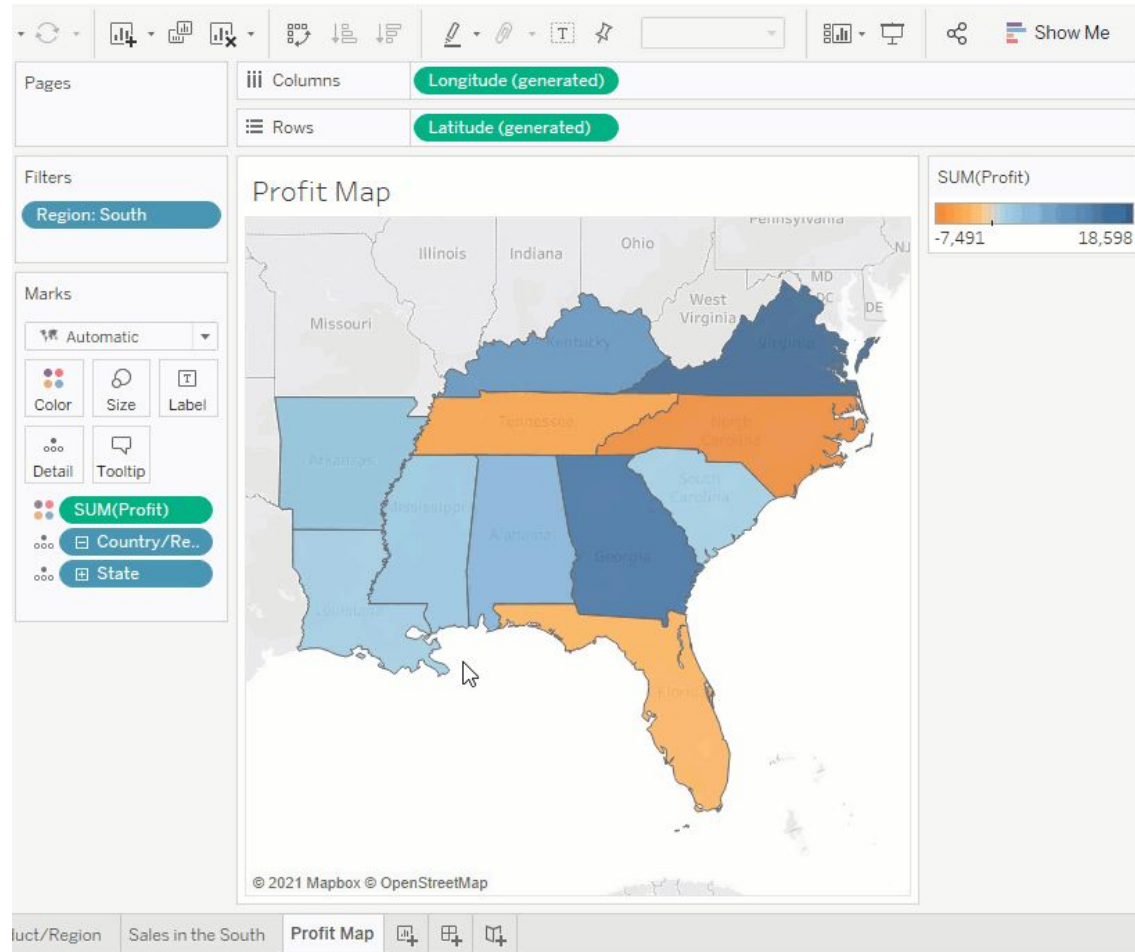 Show Me
Pages
Columns
Longitude (generated)
Rows
Latitude (generated)
Filters
Region: South
Marks
Automatic
Color
Size
Label
Detail
Tooltip
SUM(Profit)
Country/Re..
State
Profit Map
Pennsylvania
Ohio
NJ
Illinois
Indiana
MD
DC
DE
West
Virginia
Missouri
Kentucky
Virginia
Tennessee
North
Carolina
Arkansas
South
Carolina
Mississippi
Alabama
Georgia
Louisiana
Florida
© 2021 Mapbox © OpenStreetMap
SUM(Profit)
-7,491
18,598
luct/Region
Sales in the South
Profit Map